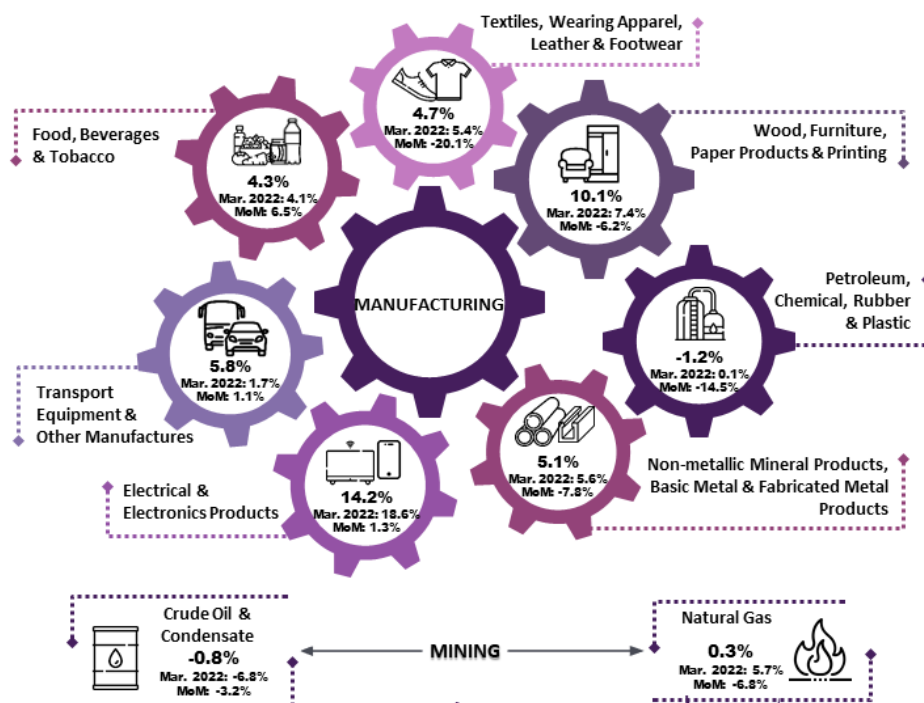 Textiles, Wearing Apparel,
Leather & Footwear
4.7%
Mar. 2022: 5.4%
MoM: -20.1%
Food, Beverages
& Tobacco
4.3%
Mar. 2022: 4.1%
MoM: 6.5%
Wood, Furniture,
Paper Products & Printing
10.1%
Mar. 2022: 7.4%
MoM: -6.2%
MANUFACTURING
Petroleum,
Chemical, Rubber
& Plastic
-1.2%
Mar. 2022: 0.1%
MoM: -14.5%
5.8%
Mar. 2022: 1.7%
MoM: 1.1%
Transport
Equipment &
Other Manufactures
5.1%
Mar. 2022: 5.6%
MoM: -7.8%
Non-metallic Mineral Products,
Basic Metal & Fabricated Metal
Products
Electrical &
Electronics Products
14.2%
Mar. 2022: 18.6%
MoM: 1.3%
Crude Oil &
Condensate
-0.8%
Mar. 2022: -6.8%
MoM: -3.2%
MINING
Natural Gas
0.3%
Mar. 2022: 5.7%
MoM: -6.8%